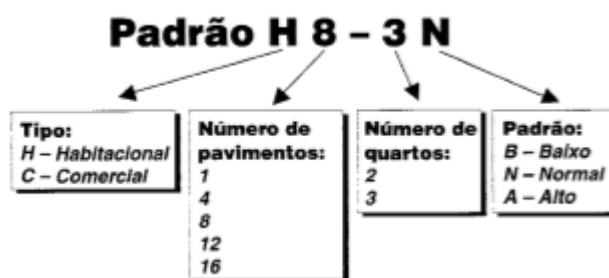 Padrão H 8 – 3 N
Tipo:
H – Habitacional
C – Comercial
Número de
pavimentos:
1
4
8
12
16
Número de
quartos:
2
3
Padrão:
B – Baixo
N – Normal
A – Alto